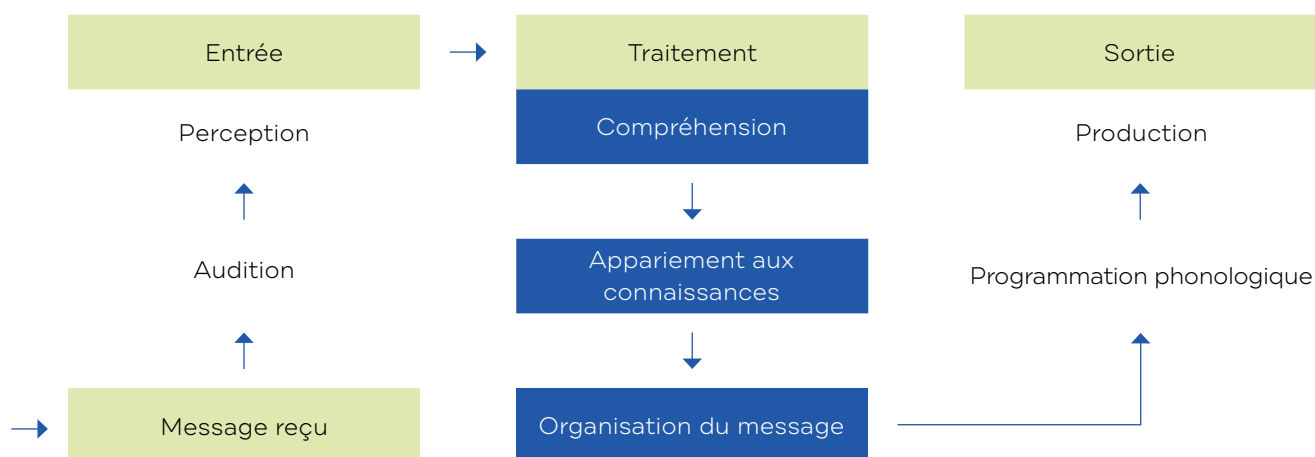 Entrée
Traitement
Sortie
Perception
Compréhension
Production
Audition
Appariement aux
connaissances
Programmation phonologique
Message reçu
Organisation du message